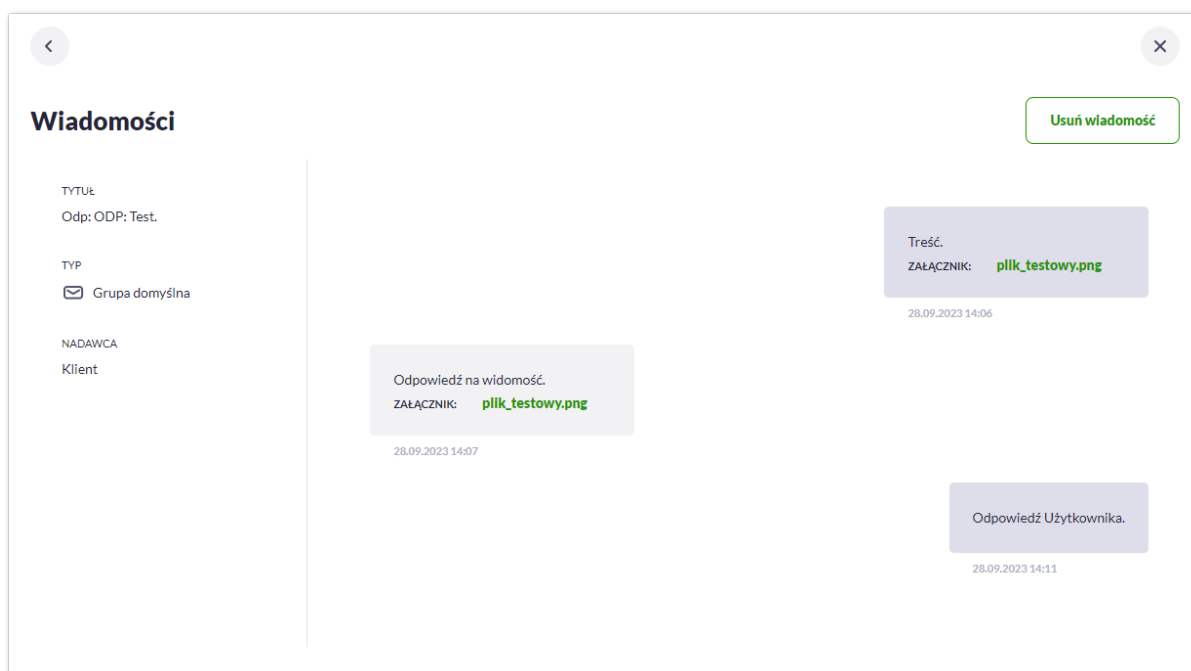 Wiadomości
Usuń wiadomość
TYTUŁ
Odp: ODP: Test.
TYP
Grupa domyślna
NADAWCA
Klient
Treść.
ZAŁĄCZNIK: plik_testowy.png
28.09.2023 14:06
Odpowiedź na widomość.
ZAŁĄCZNIK: plik_testowy.png
28.09.2023 14:07
Odpowiedź Użytkownika.
28.09.2023 14:11